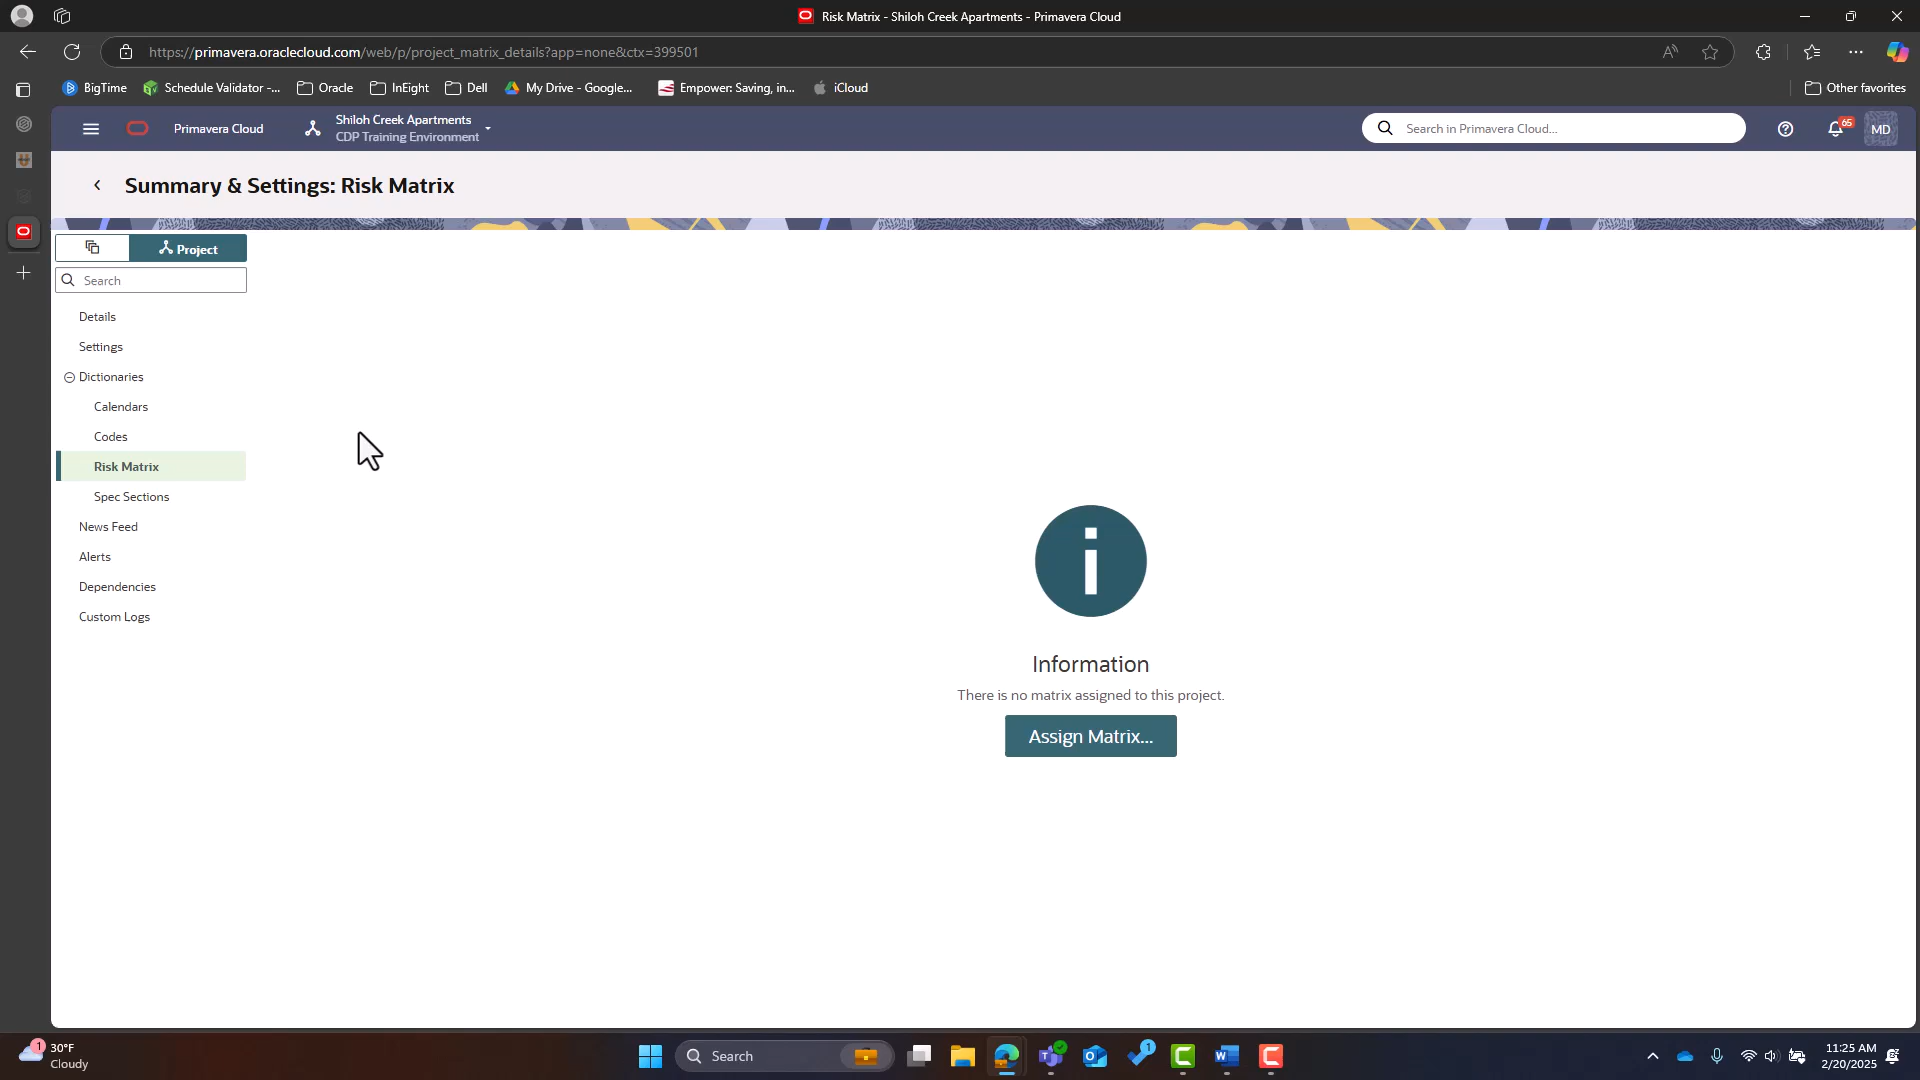 Risk Matrix - Shiloh Creek Apartments - Primavera Cloud
https://primavera.oraclecloud.com/web/p/project_matrix_details?app=none&ctx=399501
BigTime
Schedule Validator -...
Oracle
InEight
Dell
My Drive - Google...
Empower: Saving, in...
iCloud
Other favorites
Primavera Cloud
Shiloh Creek Apartments
CDP Training Environment
Search in Primavera Cloud...
65
MD
Summary & Settings: Risk Matrix
Project
Search
Details
Settings
Dictionaries
Calendars
Codes
Risk Matrix
Spec Sections
News Feed
Alerts
Dependencies
Custom Logs
i
Information
There is no matrix assigned to this project.
Assign Matrix...
1
30°F
Cloudy
Search
1
11:25 AM
2/20/2025